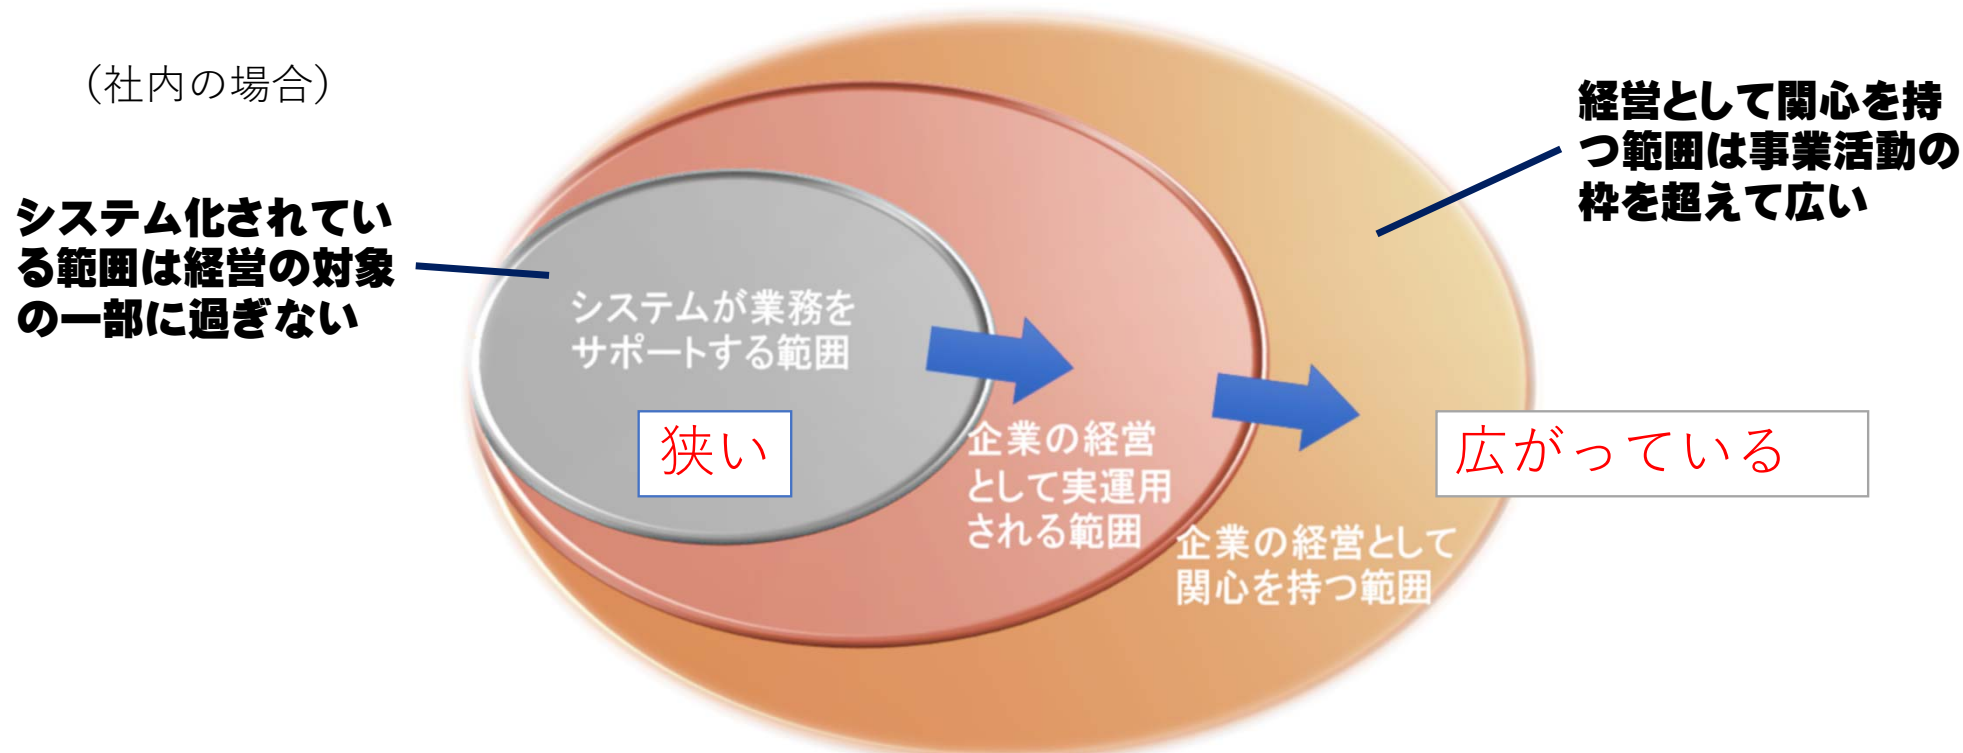 （社内の場合）
システム化されてい
る範囲は経営の対象
の一部に過ぎない
システムが業務を
サポートする範囲
狭い
企業の経営
として実運用
される範囲
企業の経営として
関心を持つ範囲
経営として関心を持
つ範囲は事業活動の
枠を超えて広い
広がっている